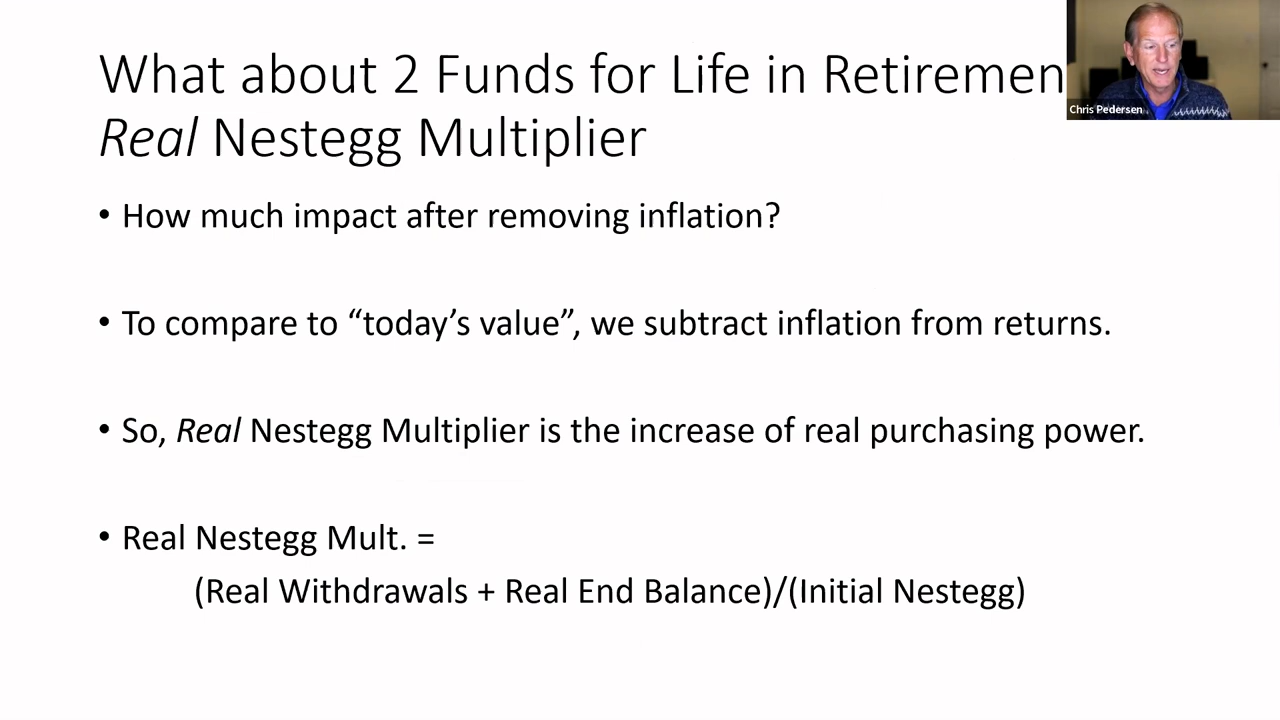 What about 2 Funds for Life in Retiremen
Real Nestegg Multiplier
• How much impact after removing inflation?
• To compare to “today’s value”, we subtract inflation from returns.
• So, Real Nestegg Multiplier is the increase of real purchasing power.
• Real Nestegg Mult. =
(Real Withdrawals + Real End Balance)/(Initial Nestegg)
Chris Pedersen